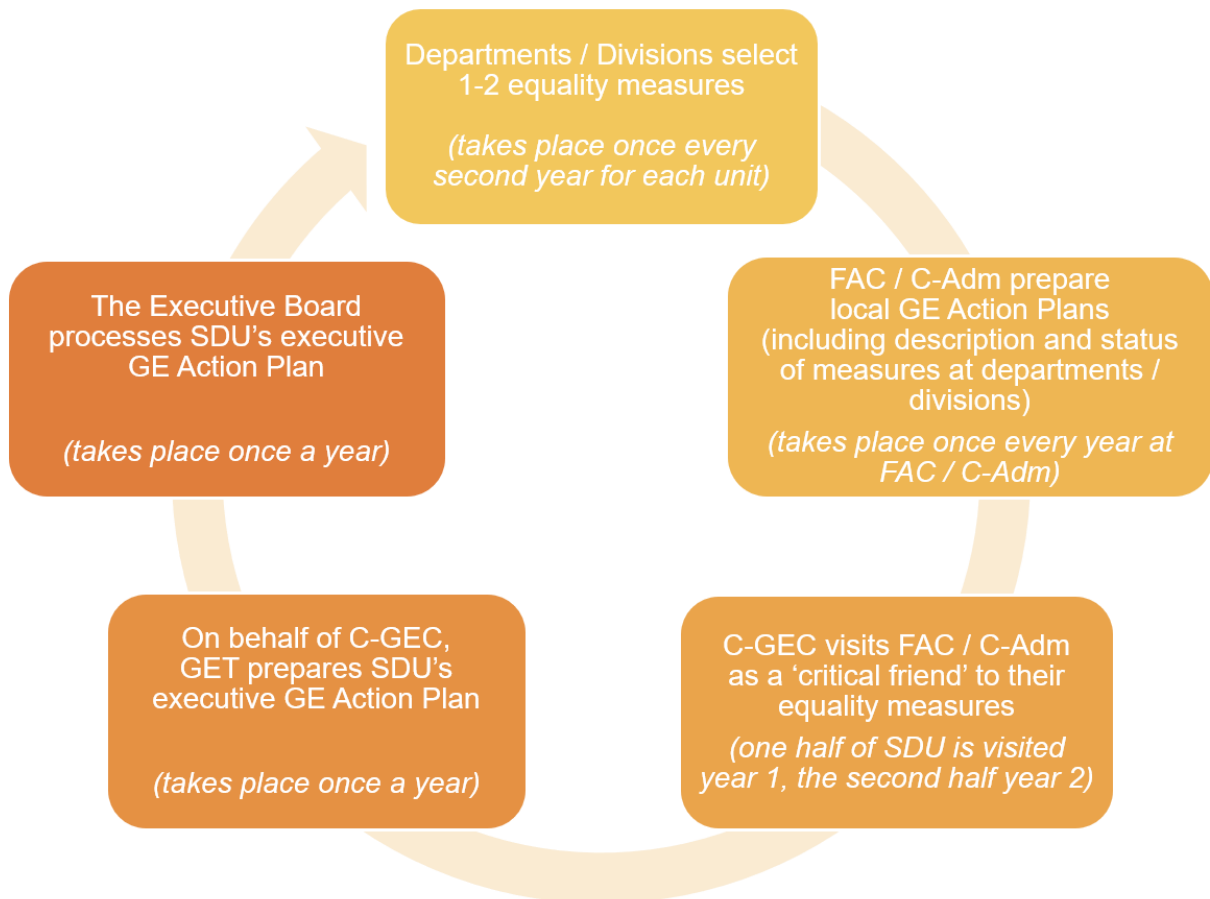 Departments / Divisions select
1-2 equality measures
(takes place once every
second year for each unit)
FAC / C-Adm prepare
local GE Action Plans
(including description and status
of measures at departments /
divisions)
(takes place once every year at
FAC / C-Adm)
C-GEC visits FAC / C-Adm
as a ‘critical friend’ to their
equality measures
(one half of SDU is visited
year 1, the second half year 2)
On behalf of C-GEC,
GET prepares SDU’s
executive GE Action Plan
(takes place once a year)
The Executive Board
processes SDU’s executive
GE Action Plan
(takes place once a year)